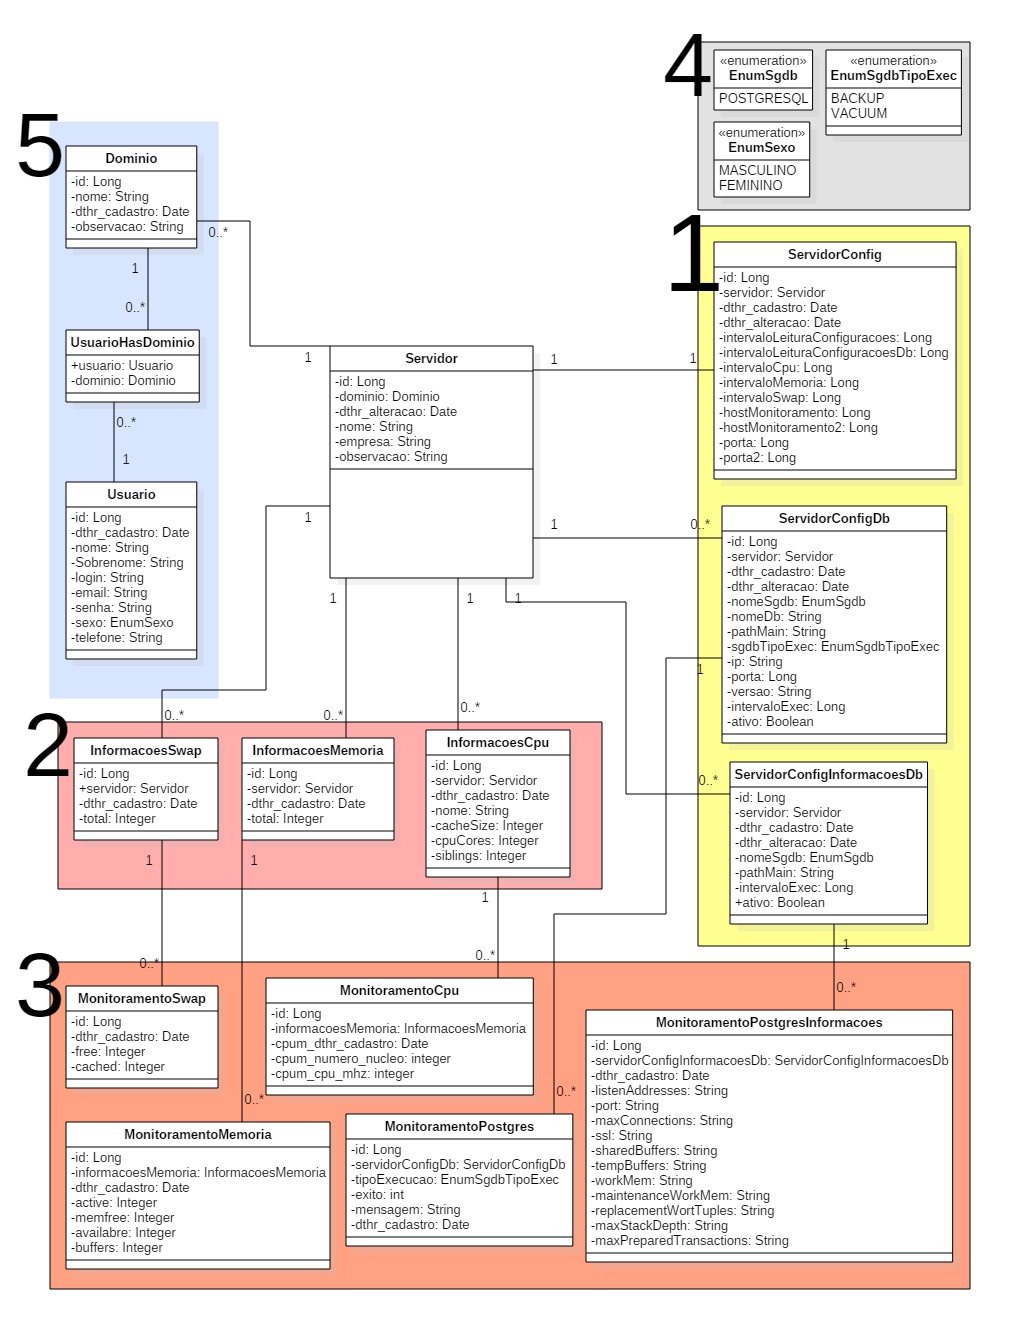 4
«enumeration»
EnumSgdb
POSTGRESQL
«enumeration»
EnumSgdbTipoExec
BACKUP
VACUUM
«enumeration»
EnumSexo
MASCULINO
FEMININO
5
Dominio
-id: Long
-nome: String
-dthr_cadastro: Date
-observacao: String
0..*
1
0..*
UsuarioHasDominio
+usuario: Usuario
-dominio: Dominio
0..*
1
Usuario
-id: Long
-dthr_cadastro: Date
-nome: String
-Sobrenome: String
-login: String
-email: String
-senha: String
-sexo: EnumSexo
-telefone: String
1
Servidor
-id: Long
-dominio: Dominio
-dthr_alteracao: Date
-nome: String
-empresa: String
-observacao: String
1
1
1
0..*
1
1
1
1
1
ServidorConfig
-id: Long
-servidor: Servidor
-dthr_cadastro: Date
-dthr_alteracao: Date
-intervaloLeituraConfiguracoes: Long
-intervaloLeituraConfiguracoesDb: Long
-intervaloCpu: Long
-intervaloMemoria: Long
-intervaloSwap: Long
-hostMonitoramento: Long
-hostMonitoramento2: Long
-porta: Long
-porta2: Long
ServidorConfigDb
-id: Long
-servidor: Servidor
-dthr_cadastro: Date
-dthr_alteracao: Date
-nomeSgdb: EnumSgdb
-nomeDb: String
-pathMain: String
-sgdbTipoExec: EnumSgdbTipoExec
-ip: String
-porta: Long
-versao: String
-intervaloExec: Long
-ativo: Boolean
1
0..*
ServidorConfigInformacoesDb
-id: Long
-servidor: Servidor
-dthr_cadastro: Date
-dthr_alteracao: Date
-nomeSgdb: EnumSgdb
-pathMain: String
-intervaloExec: Long
+ativo: Boolean
1
0..*
2
0..*
0..*
0..*
InformacoesSwap
-id: Long
+servidor: Servidor
-dthr_cadastro: Date
-total: Integer
1
InformacoesMemoria
-id: Long
-servidor: Servidor
-dthr_cadastro: Date
-total: Integer
1
InformacoesCpu
-id: Long
-servidor: Servidor
-dthr_cadastro: Date
-nome: String
-cacheSize: Integer
-cpuCores: Integer
-siblings: Integer
1
3
0..*
0..*
MonitoramentoSwap
-id: Long
-dthr_cadastro: Date
-free: Integer
-cached: Integer
MonitoramentoCpu
-id: Long
-informacoesMemoria: InformacoesMemoria
-cpum_dthr_cadastro: Date
-cpum_numero_nucleo: integer
-cpum_cpu_mhz: integer
0..*
0..*
MonitoramentoMemoria
-id: Long
-informacoesMemoria: InformacoesMemoria
-dthr_cadastro: Date
-active: Integer
-memfree: Integer
-availabre: Integer
-buffers: Integer
MonitoramentoPostgres
-id: Long
-servidorConfigDb: ServidorConfigDb
-tipoExecucao: EnumSgdbTipoExec
-exito: int
-mensagem: String
-dthr_cadastro: Date
MonitoramentoPostgresInformacoes
-id: Long
-servidorConfigInformacoesDb: ServidorConfigInformacoesDb
-dthr_cadastro: Date
-listenAddresses: String
-port: String
-maxConnections: String
-ssl: String
-sharedBuffers: String
-tempBuffers: String
-workMem: String
-maintenanceWorkMem: String
-replacementWortTuples: String
-maxStackDepth: String
-maxPreparedTransactions: String